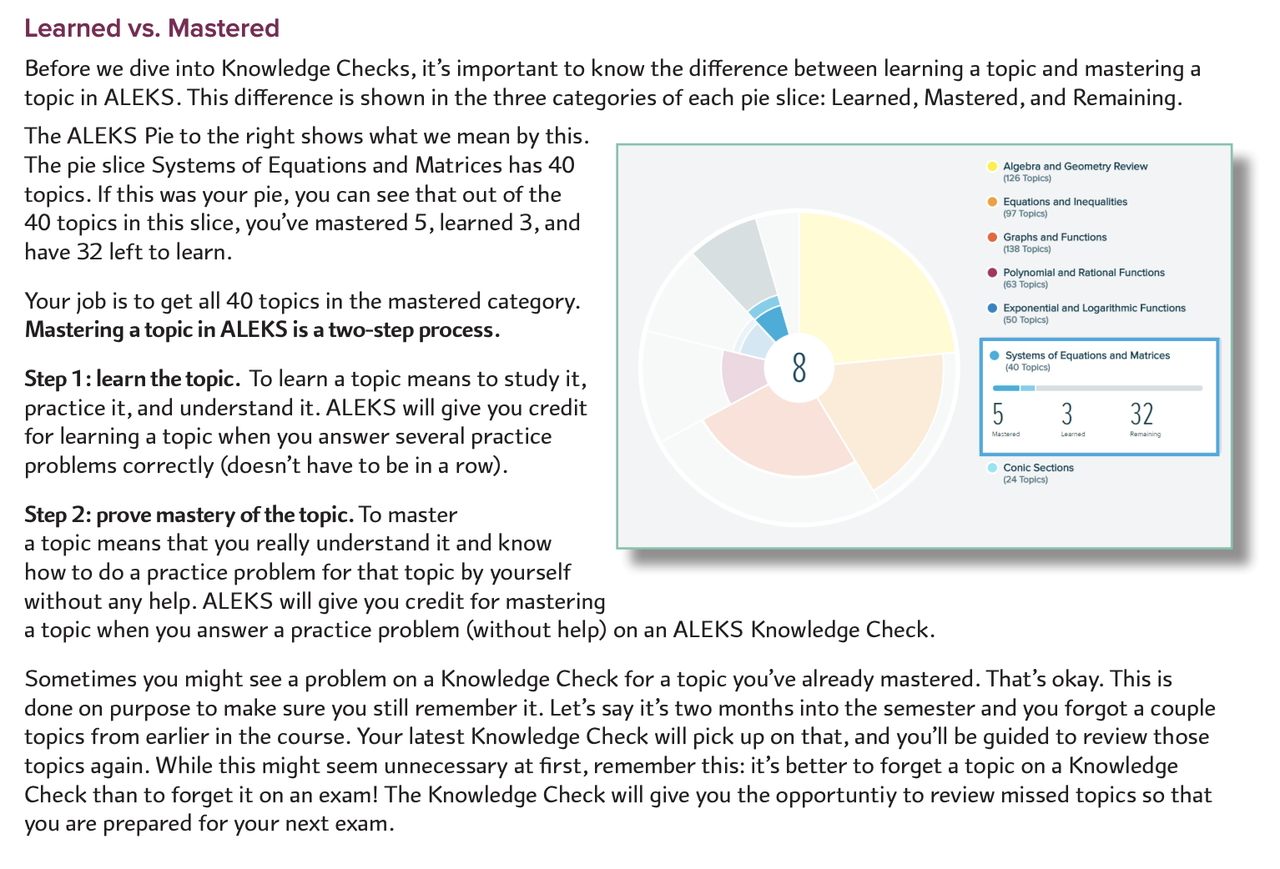 Learned vs. Mastered
Before we dive into Knowledge Checks, it’s important to know the difference between learning a topic and mastering a
topic in ALEKS. This difference is shown in the three categories of each pie slice: Learned, Mastered, and Remaining.
The ALEKS Pie to the right shows what we mean by this.
The pie slice Systems of Equations and Matrices has 40
topics. If this was your pie, you can see that out of the
40 topics in this slice, you’ve mastered 5, learned 3, and
have 32 left to learn.
Your job is to get all 40 topics in the mastered category.
Mastering a topic in ALEKS is a two-step process.
Step 1: learn the topic. To learn a topic means to study it,
practice it, and understand it. ALEKS will give you credit
for learning a topic when you answer several practice
problems correctly (doesn’t have to be in a row).
Step 2: prove mastery of the topic. To master
a topic means that you really understand it and know
how to do a practice problem for that topic by yourself
without any help. ALEKS will give you credit for mastering
a topic when you answer a practice problem (without help) on an ALEKS Knowledge Check.
8
Algebra and Geometry Review
(126 Topics)
Equations and Inequalities
(97 Topics)
Graphs and Functions
(138 Topics)
Polynomial and Rational Functions
(63 Topics)
Exponential and Logarithmic Functions
(50 Topics)
Systems of Equations and Matrices
(40 Topics)
5 3 32
Mastered Learned Remaining
Conic Sections
(24 Topics)
Sometimes you might see a problem on a Knowledge Check for a topic you’ve already mastered. That’s okay. This is
done on purpose to make sure you still remember it. Let’s say it’s two months into the semester and you forgot a couple
topics from earlier in the course. Your latest Knowledge Check will pick up on that, and you’ll be guided to review those
topics again. While this might seem unnecessary at first, remember this: it’s better to forget a topic on a Knowledge
Check than to forget it on an exam! The Knowledge Check will give you the opportuntiy to review missed topics so that
you are prepared for your next exam.